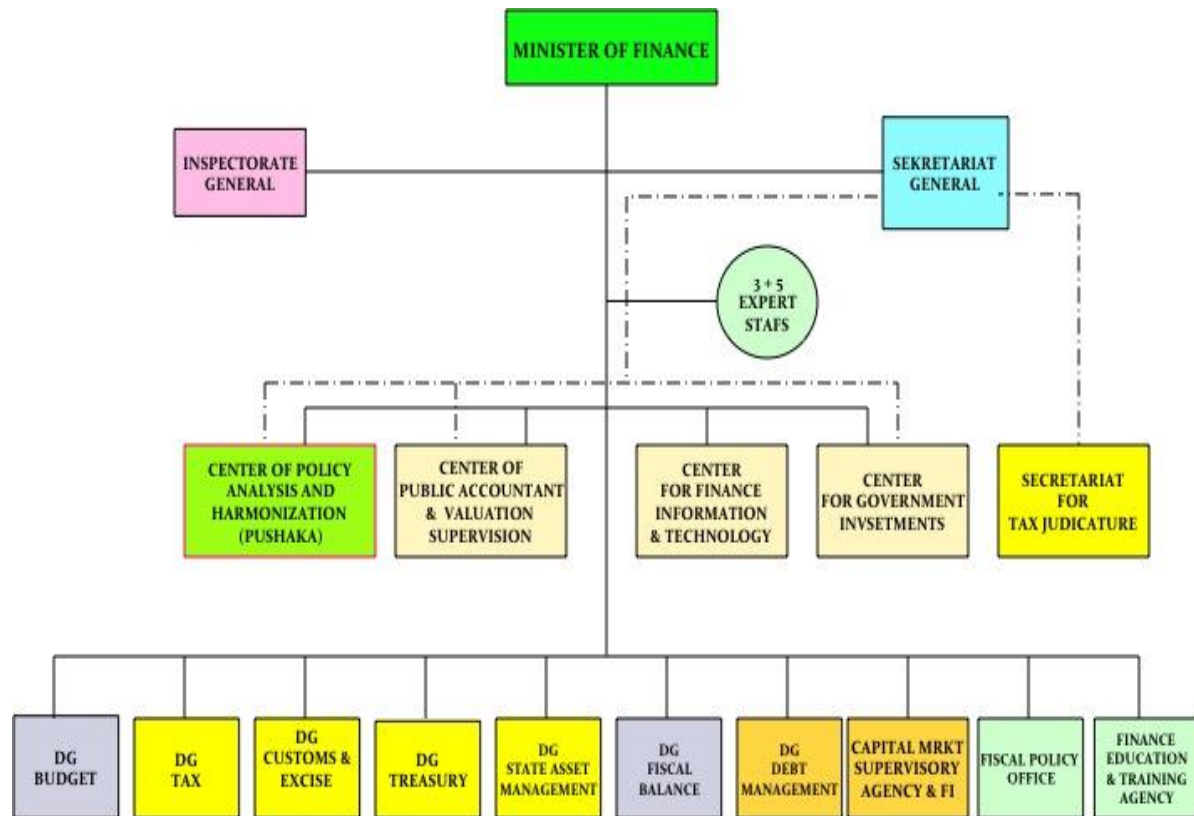 MINISTER OF FINANCE
INSPECTORATE
GENERAL
SEKRETARIAT
GENERAL
3 + 5
EXPERT
STAFS
CENTER OF POLICY
ANALYSIS AND
HARMONIZATION
(PUSHAKA)
CENTER OF
PUBLIC ACCOUNTANT
& VALUATION
SUPERVISION
CENTER
FOR FINANCE
INFORMATION
& TECHNOLOGY
CENTER
FOR GOVERNMENT
INVSETMENTS
SECRETARIAT
FOR
TAX JUDICATURE
DG
BUDGET
DG
TAX
DG
CUSTOMS &
EXCISE
DG
TREASURY
DG
STATE ASSET
MANAGEMENT
DG
FISCAL
BALANCE
DG
DEBT
MANAGEMENT
CAPITAL MRKT
SUPERVISORY
AGENCY & FI
FISCAL POLICY
OFFICE
FINANCE
EDUCATION
& TRAINING
AGENCY